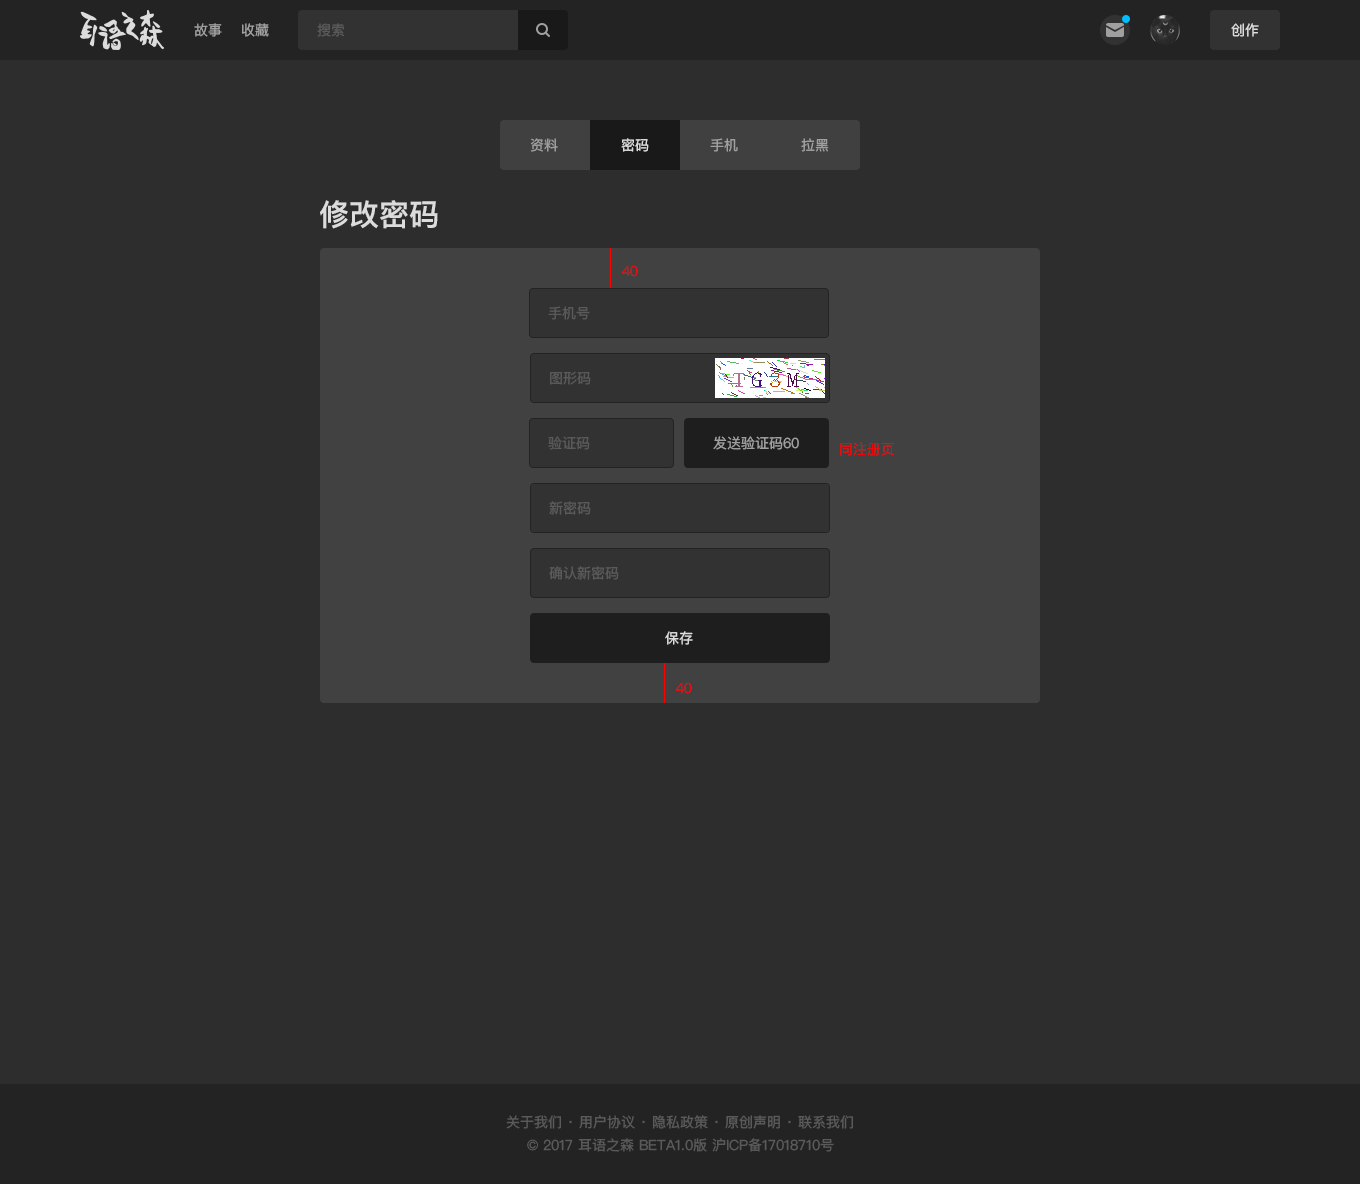 耳语之森
故事 收藏 搜索 创作
资料 密码 手机 拉黑
修改密码
40
手机号
图形码 TG3M
验证码 发送验证码60 同注册页
新密码
确认新密码
保存
40
关于我们 · 用户协议 · 隐私政策 · 原创声明 · 联系我们
© 2017 耳语之森 BETA1.0版 沪ICP备17018710号